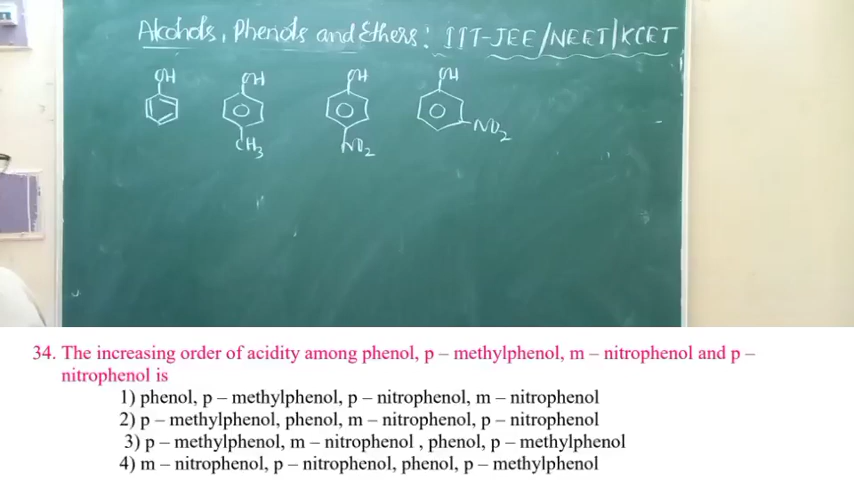 Alcohols, Phenols and Ethers: IIT-JEE/NEET/KCET
OH OH OH OH
CH3 NO2 NO2
34. The increasing order of acidity among phenol, p – methylphenol, m – nitrophenol and p –
nitrophenol is
1) phenol, p – methylphenol, p – nitrophenol, m – nitrophenol
2) p – methylphenol, phenol, m – nitrophenol, p – nitrophenol
3) p – methylphenol, m – nitrophenol , phenol, p – methylphenol
4) m – nitrophenol, p – nitrophenol, phenol, p – methylphenol